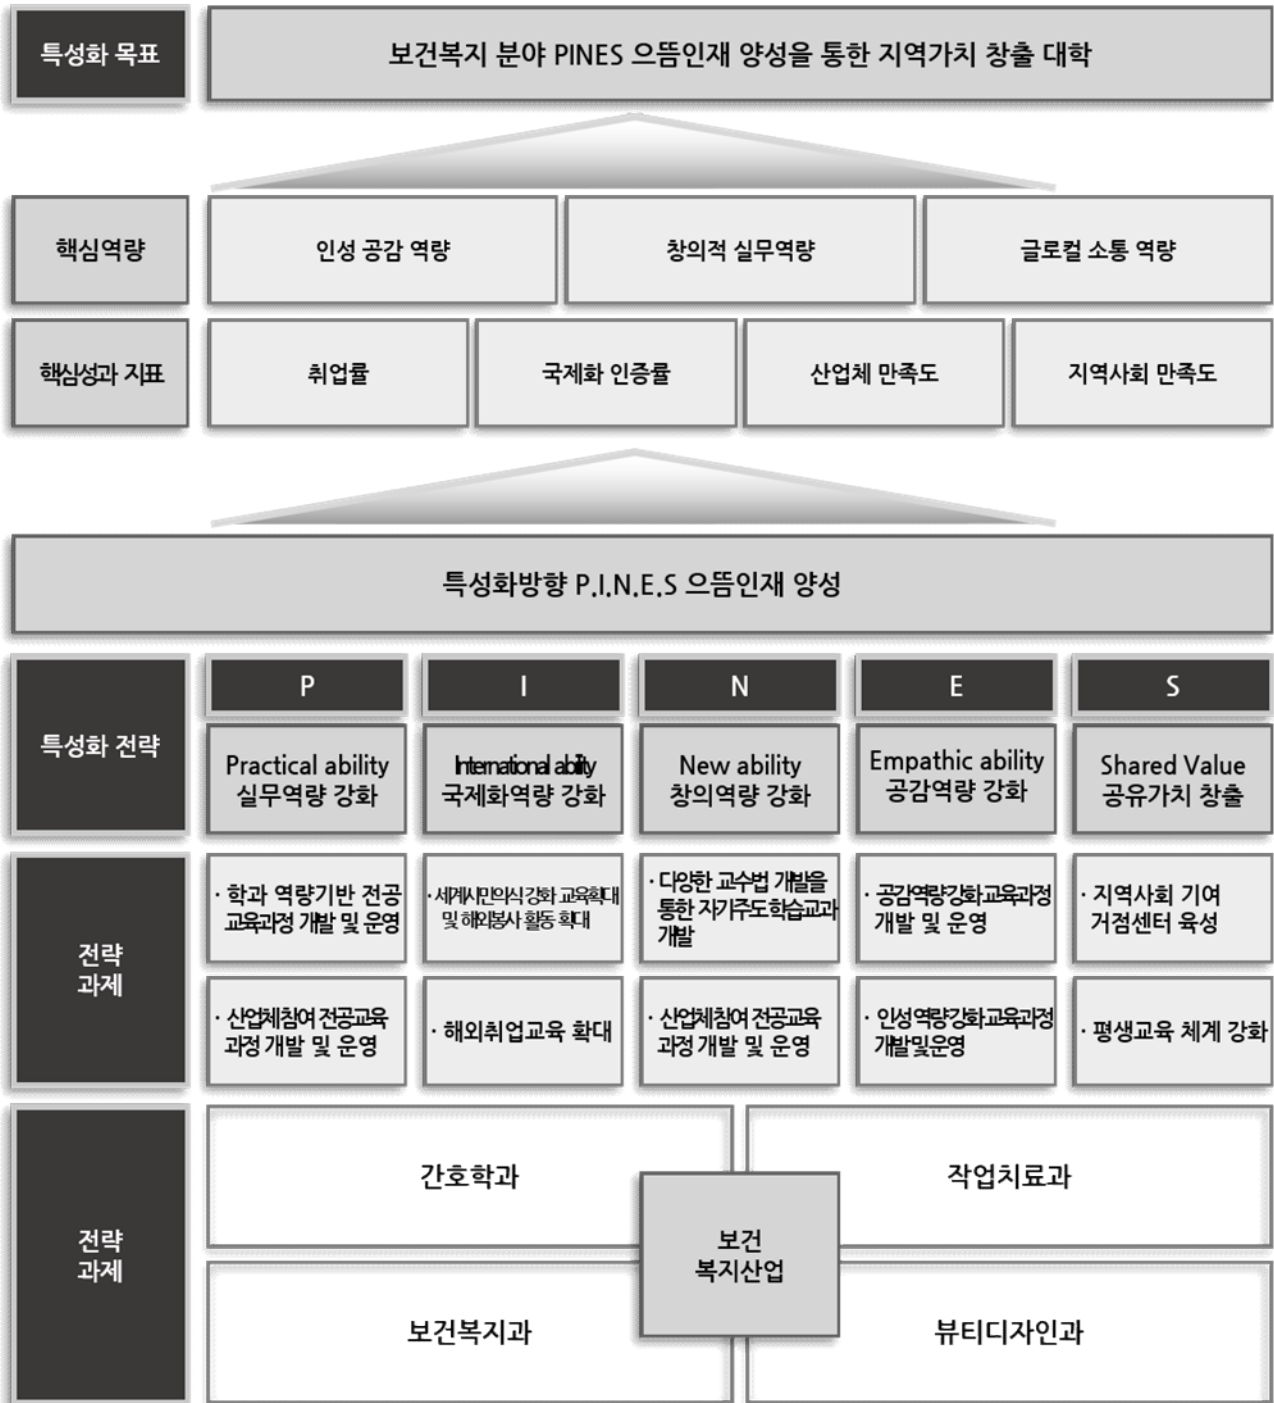 특성화 목표
보건복지 분야 PINES 으뜸인재 양성을 통한 지역가치 창출 대학
핵심역량
인성 공감 역량
창의적 실무역량
글로컬 소통 역량
핵심성과 지표
취업률
국제화 인증률
산업체 만족도
지역사회 만족도
특성화방향 P.I.N.E.S 으뜸인재 양성
특성화 전략
P
I
N
E
S
Practical ability
실무역량 강화
International ability
국제화역량 강화
New ability
창의역량 강화
Empathic ability
공감역량 강화
Shared Value
공유가치 창출
전략
과제
· 학과 역량기반 전공
교육과정 개발 및 운영
· 세계시민의식 강화 교육확대
및 해외봉사 활동 확대
· 다양한 교수법 개발을
통한 자기주도 학습교과
개발
· 공감역량강화 교육과정
개발 및 운영
· 지역사회 기여
거점센터 육성
· 산업체참여 전공교육
과정 개발 및 운영
· 해외취업교육 확대
· 산업체참여 전공교육
과정 개발 및 운영
· 인성역량강화 교육과정
개발및운영
· 평생교육 체계 강화
전략
과제
간호학과
작업치료과
보건
복지산업
보건복지과
뷰티디자인과